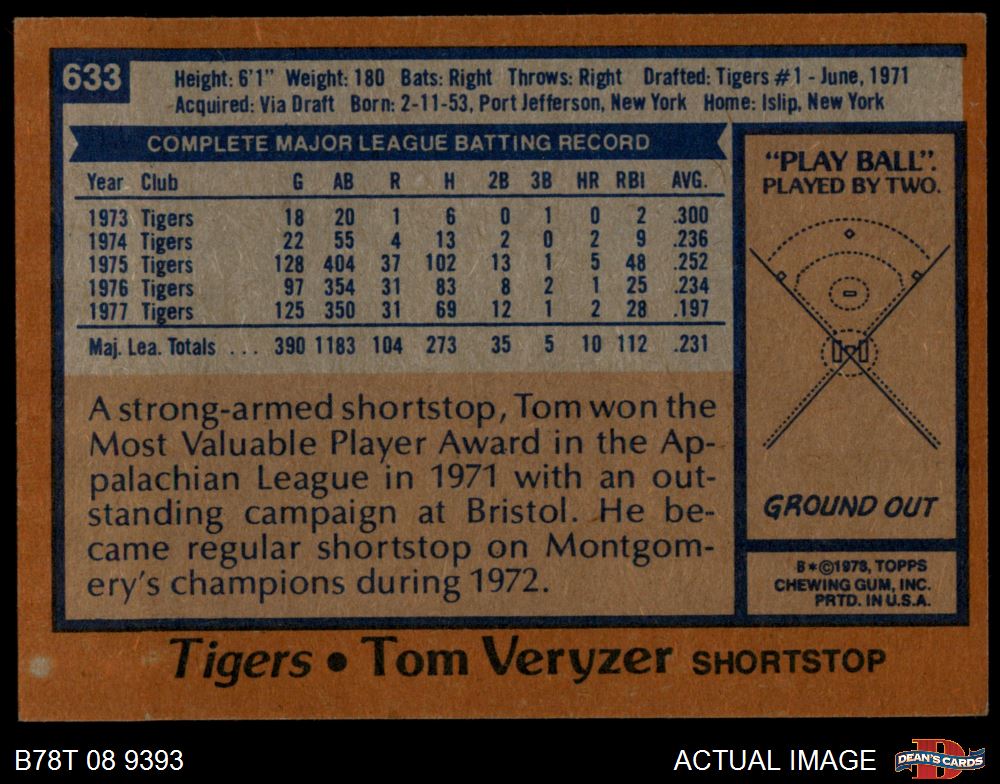 633
Height: 6'1" Weight: 180 Bats: Right Throws: Right Drafted: Tigers #1 - June, 1971
Acquired: Via Draft Born: 2-11-53, Port Jefferson, New York Home: Islip, New York
COMPLETE MAJOR LEAGUE BATTING RECORD
Year Club G AB R H 2B 3B HR RBI AVG.
1973 Tigers 18 20 1 6 0 1 0 2 .300
1974 Tigers 22 55 4 13 2 0 2 9 .236
1975 Tigers 128 404 37 102 13 1 5 48 .252
1976 Tigers 97 354 31 83 8 2 1 25 .234
1977 Tigers 125 350 31 69 12 1 2 28 .197
Maj. Lea. Totals ... 390 1183 104 273 35 5 10 112 .231
A strong-armed shortstop, Tom won the
Most Valuable Player Award in the Ap-
palachian League in 1971 with an out-
standing campaign at Bristol. He be-
came regular shortstop on Montgom-
ery's champions during 1972.
"PLAY BALL".
PLAYED BY TWO.
GROUND OUT
B*©1978, TOPPS
CHEWING GUM, INC.
PRTD. IN U.S.A.
Tigers • Tom Veryzer SHORTSTOP
B78T 08 9393
ACTUAL IMAGE
DEAN'S CARDS